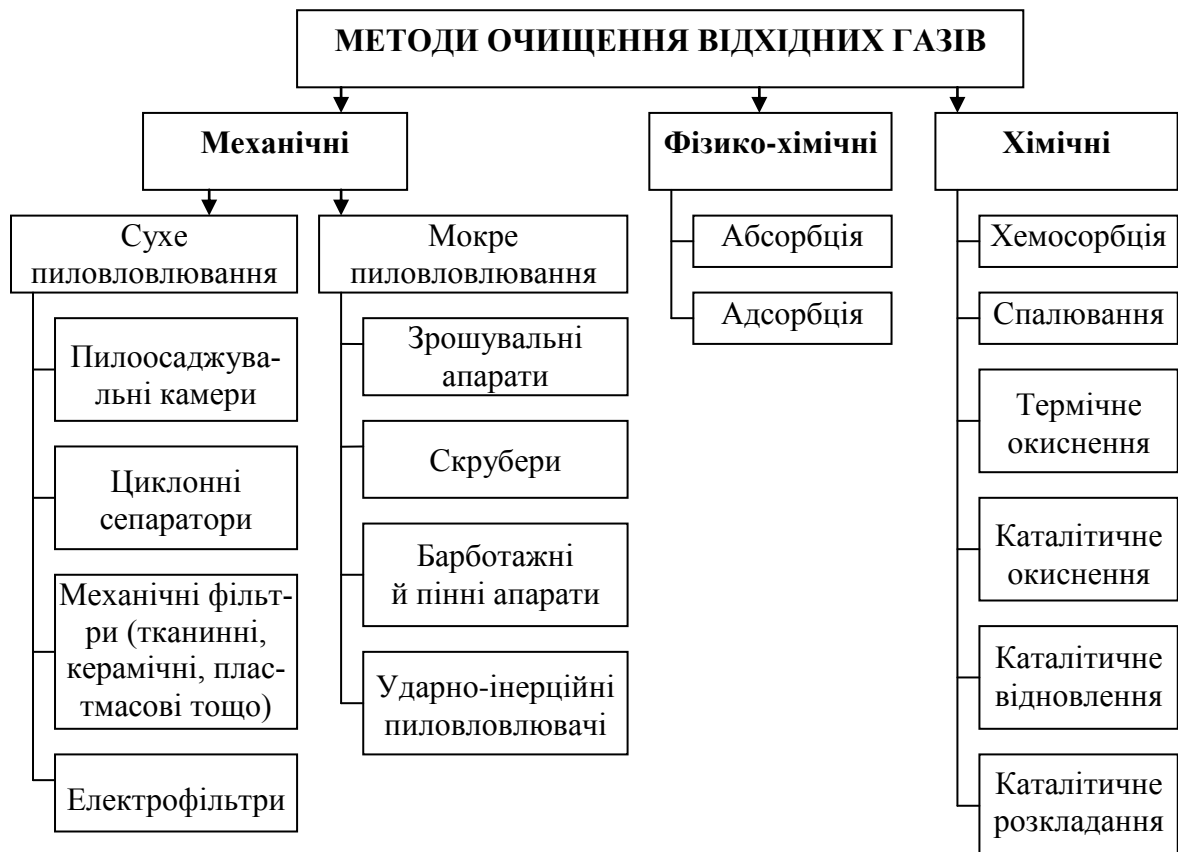 МЕТОДИ ОЧИЩЕННЯ ВІДХІДНИХ ГАЗІВ
Механічні
Фізико-хімічні
Хімічні
Сухе
пиловловлювання
Мокре
пиловловлювання
Абсорбція
Адсорбція
Хемосорбція
Спалювання
Термічне
окиснення
Каталітичне
окиснення
Каталітичне
відновлення
Каталітичне
розкладання
Пилоосаджува-
льні камери
Циклонні
сепаратори
Механічні фільт-
ри (тканинні,
керамічні, плас-
тмасові тощо)
Електрофільтри
Зрошувальні
апарати
Скрубери
Барботажні
й пінні апарати
Ударно-інерційні
пиловловлювачі